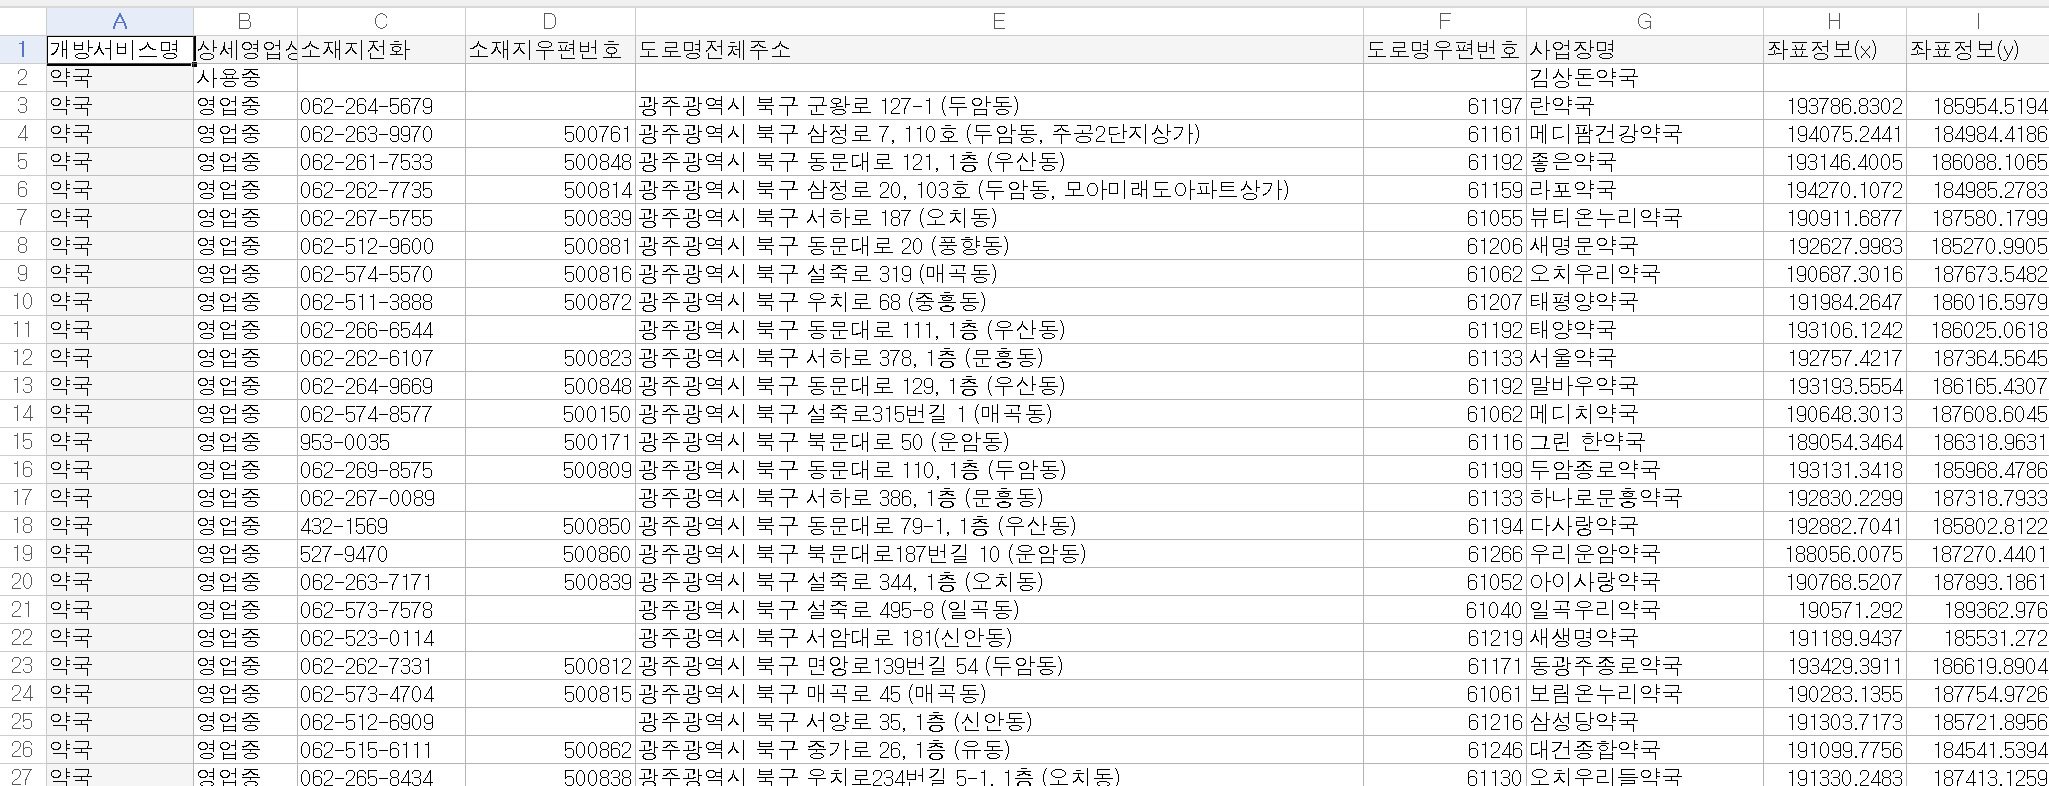 A B C D E F G H I
1 개방서비스명 상세영업상 소재지전화 소재지우편번호 도로명전체주소 도로명우편번호 사업장명 좌표정보(x) 좌표정보(y)
2 약국 사용중 김상돈약국
3 약국 영업중 062-264-5679 광주광역시 북구 군왕로 127-1 (두암동) 61197 란약국 193786.8302 185954.5194
4 약국 영업중 062-263-9970 500761 광주광역시 북구 삼정로 7, 110호 (두암동, 주공2단지상가) 61161 메디팜건강약국 194075.2441 184984.4186
5 약국 영업중 062-261-7533 500848 광주광역시 북구 동문대로 121, 1층 (우산동) 61192 좋은약국 193146.4005 186088.1065
6 약국 영업중 062-262-7735 500814 광주광역시 북구 삼정로 20, 103호 (두암동, 모아미래도아파트상가) 61159 라포약국 194270.1072 184985.2783
7 약국 영업중 062-267-5755 500839 광주광역시 북구 서하로 187 (오치동) 61055 뷰티온누리약국 190911.6877 187580.1799
8 약국 영업중 062-512-9600 500881 광주광역시 북구 동문대로 20 (풍향동) 61206 새명문약국 192627.9983 185270.9905
9 약국 영업중 062-574-5570 500816 광주광역시 북구 설죽로 319 (매곡동) 61062 오치우리약국 190687.3016 187673.5482
10 약국 영업중 062-511-3888 500872 광주광역시 북구 우치로 68 (중흥동) 61207 태평양약국 191984.2647 186016.5979
11 약국 영업중 062-266-6544 광주광역시 북구 동문대로 111, 1층 (우산동) 61192 태양약국 193106.1242 186025.0618
12 약국 영업중 062-262-6107 500823 광주광역시 북구 서하로 378, 1층 (문흥동) 61133 서울약국 192757.4217 187364.5645
13 약국 영업중 062-264-9669 500848 광주광역시 북구 동문대로 129, 1층 (우산동) 61192 말바우약국 193193.5554 186165.4307
14 약국 영업중 062-574-8577 500150 광주광역시 북구 설죽로315번길 1 (매곡동) 61062 메디치약국 190648.3013 187608.6045
15 약국 영업중 953-0035 500171 광주광역시 북구 북문대로 50 (운암동) 61116 그린 한약국 189054.3464 186318.9631
16 약국 영업중 062-269-8575 500809 광주광역시 북구 동문대로 110, 1층 (두암동) 61199 두암종로약국 193131.3418 185968.4786
17 약국 영업중 062-267-0089 광주광역시 북구 서하로 386, 1층 (문흥동) 61133 하나로문흥약국 192830.2299 187318.7933
18 약국 영업중 432-1569 500850 광주광역시 북구 동문대로 79-1, 1층 (우산동) 61194 다사랑약국 192882.7041 185802.8122
19 약국 영업중 527-9470 500860 광주광역시 북구 북문대로187번길 10 (운암동) 61266 우리운암약국 188056.0075 187270.4401
20 약국 영업중 062-263-7171 500839 광주광역시 북구 설죽로 344, 1층 (오치동) 61052 아이사랑약국 190768.5207 187893.1861
21 약국 영업중 062-573-7578 광주광역시 북구 설죽로 495-8 (일곡동) 61040 일곡우리약국 190571.292 189362.976
22 약국 영업중 062-523-0114 광주광역시 북구 서암대로 181(신안동) 61219 새생명약국 191189.9437 185531.272
23 약국 영업중 062-262-7331 500812 광주광역시 북구 면앙로139번길 54 (두암동) 61171 동광주종로약국 193429.3911 186619.8904
24 약국 영업중 062-573-4704 500815 광주광역시 북구 매곡로 45 (매곡동) 61061 보림온누리약국 190283.1355 187754.9726
25 약국 영업중 062-512-6909 광주광역시 북구 서양로 35, 1층 (신안동) 61216 삼성당약국 191303.7173 185721.8956
26 약국 영업중 062-515-6111 500862 광주광역시 북구 중가로 26, 1층 (유동) 61246 대건종합약국 191099.7756 184541.5394
27 약국 영업중 062-265-8434 500838 광주광역시 북구 우치로234번길 5-1, 1층 (오치동) 61130 오치우리들약국 191330.2483 187413.1259